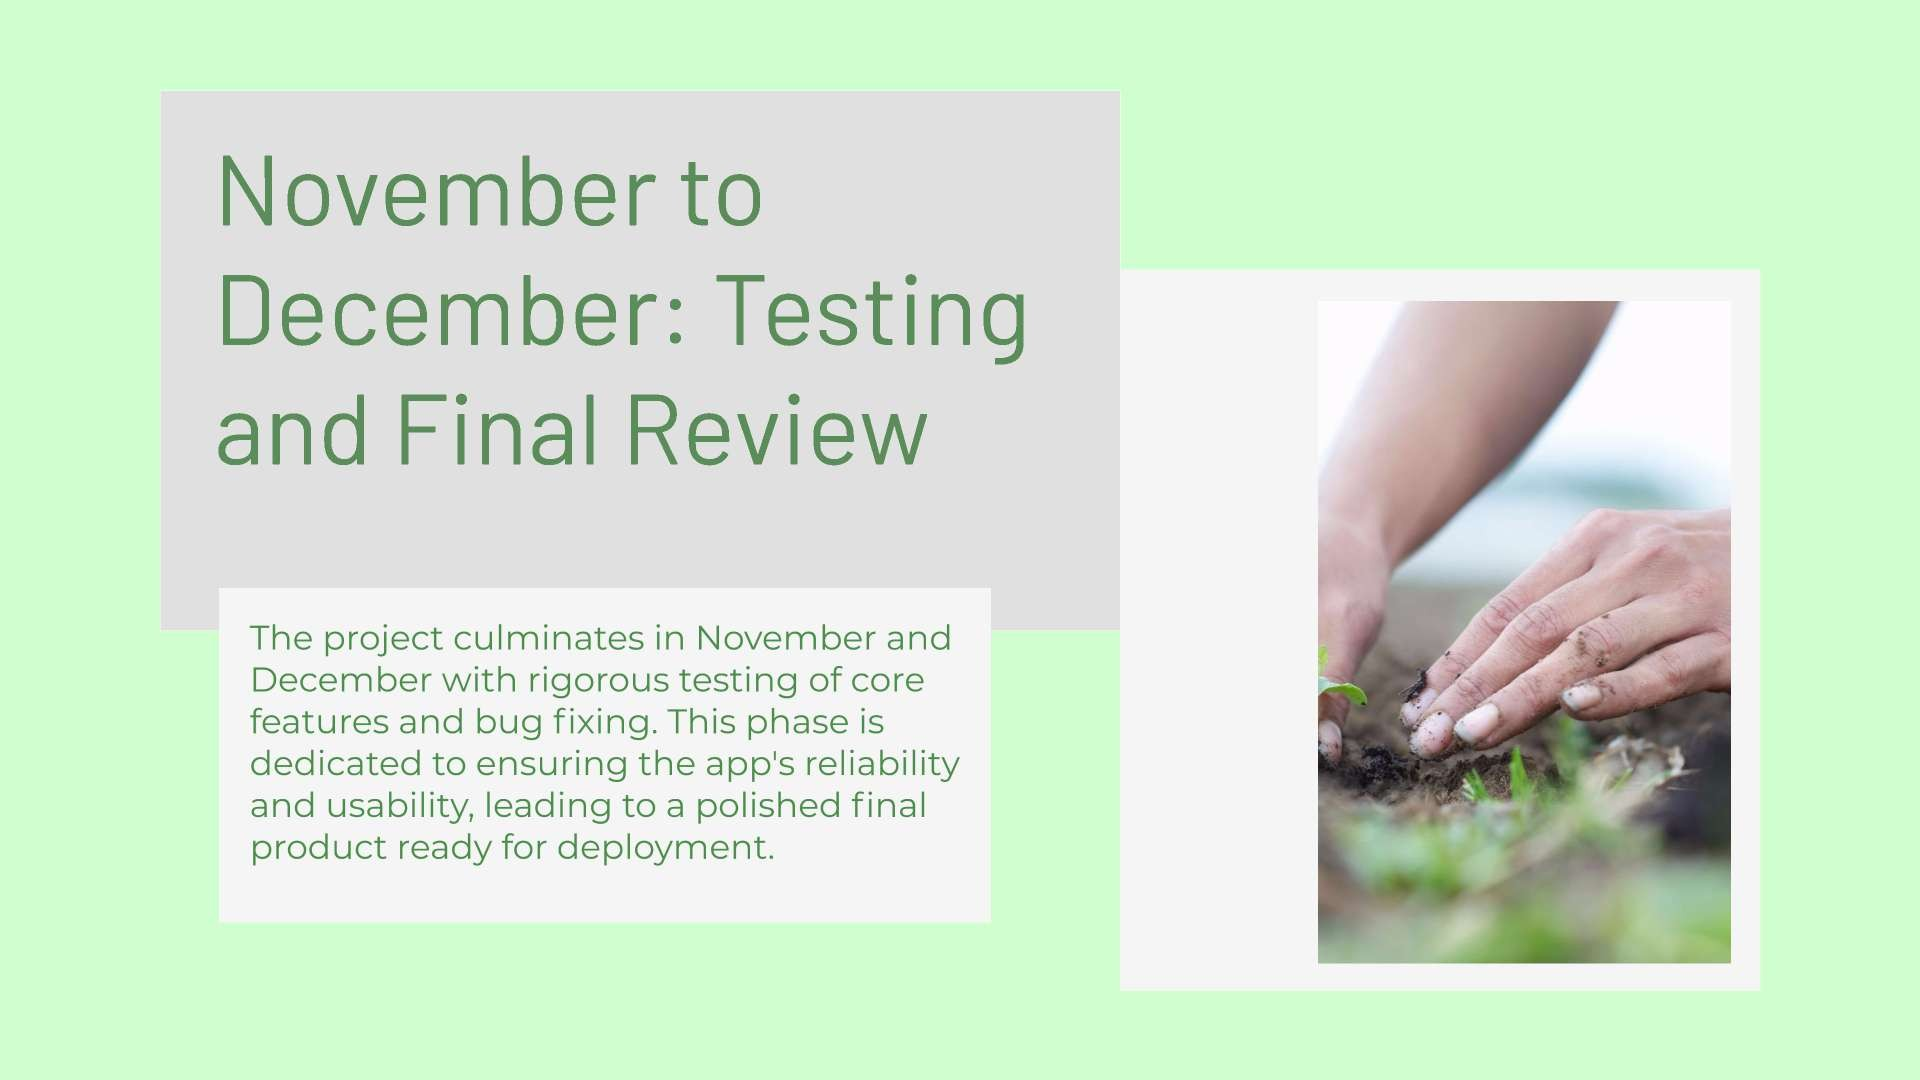 November to
December: Testing
and Final Review
The project culminates in November and
December with rigorous testing of core
features and bug fixing. This phase is
dedicated to ensuring the app's reliability
and usability, leading to a polished final
product ready for deployment.